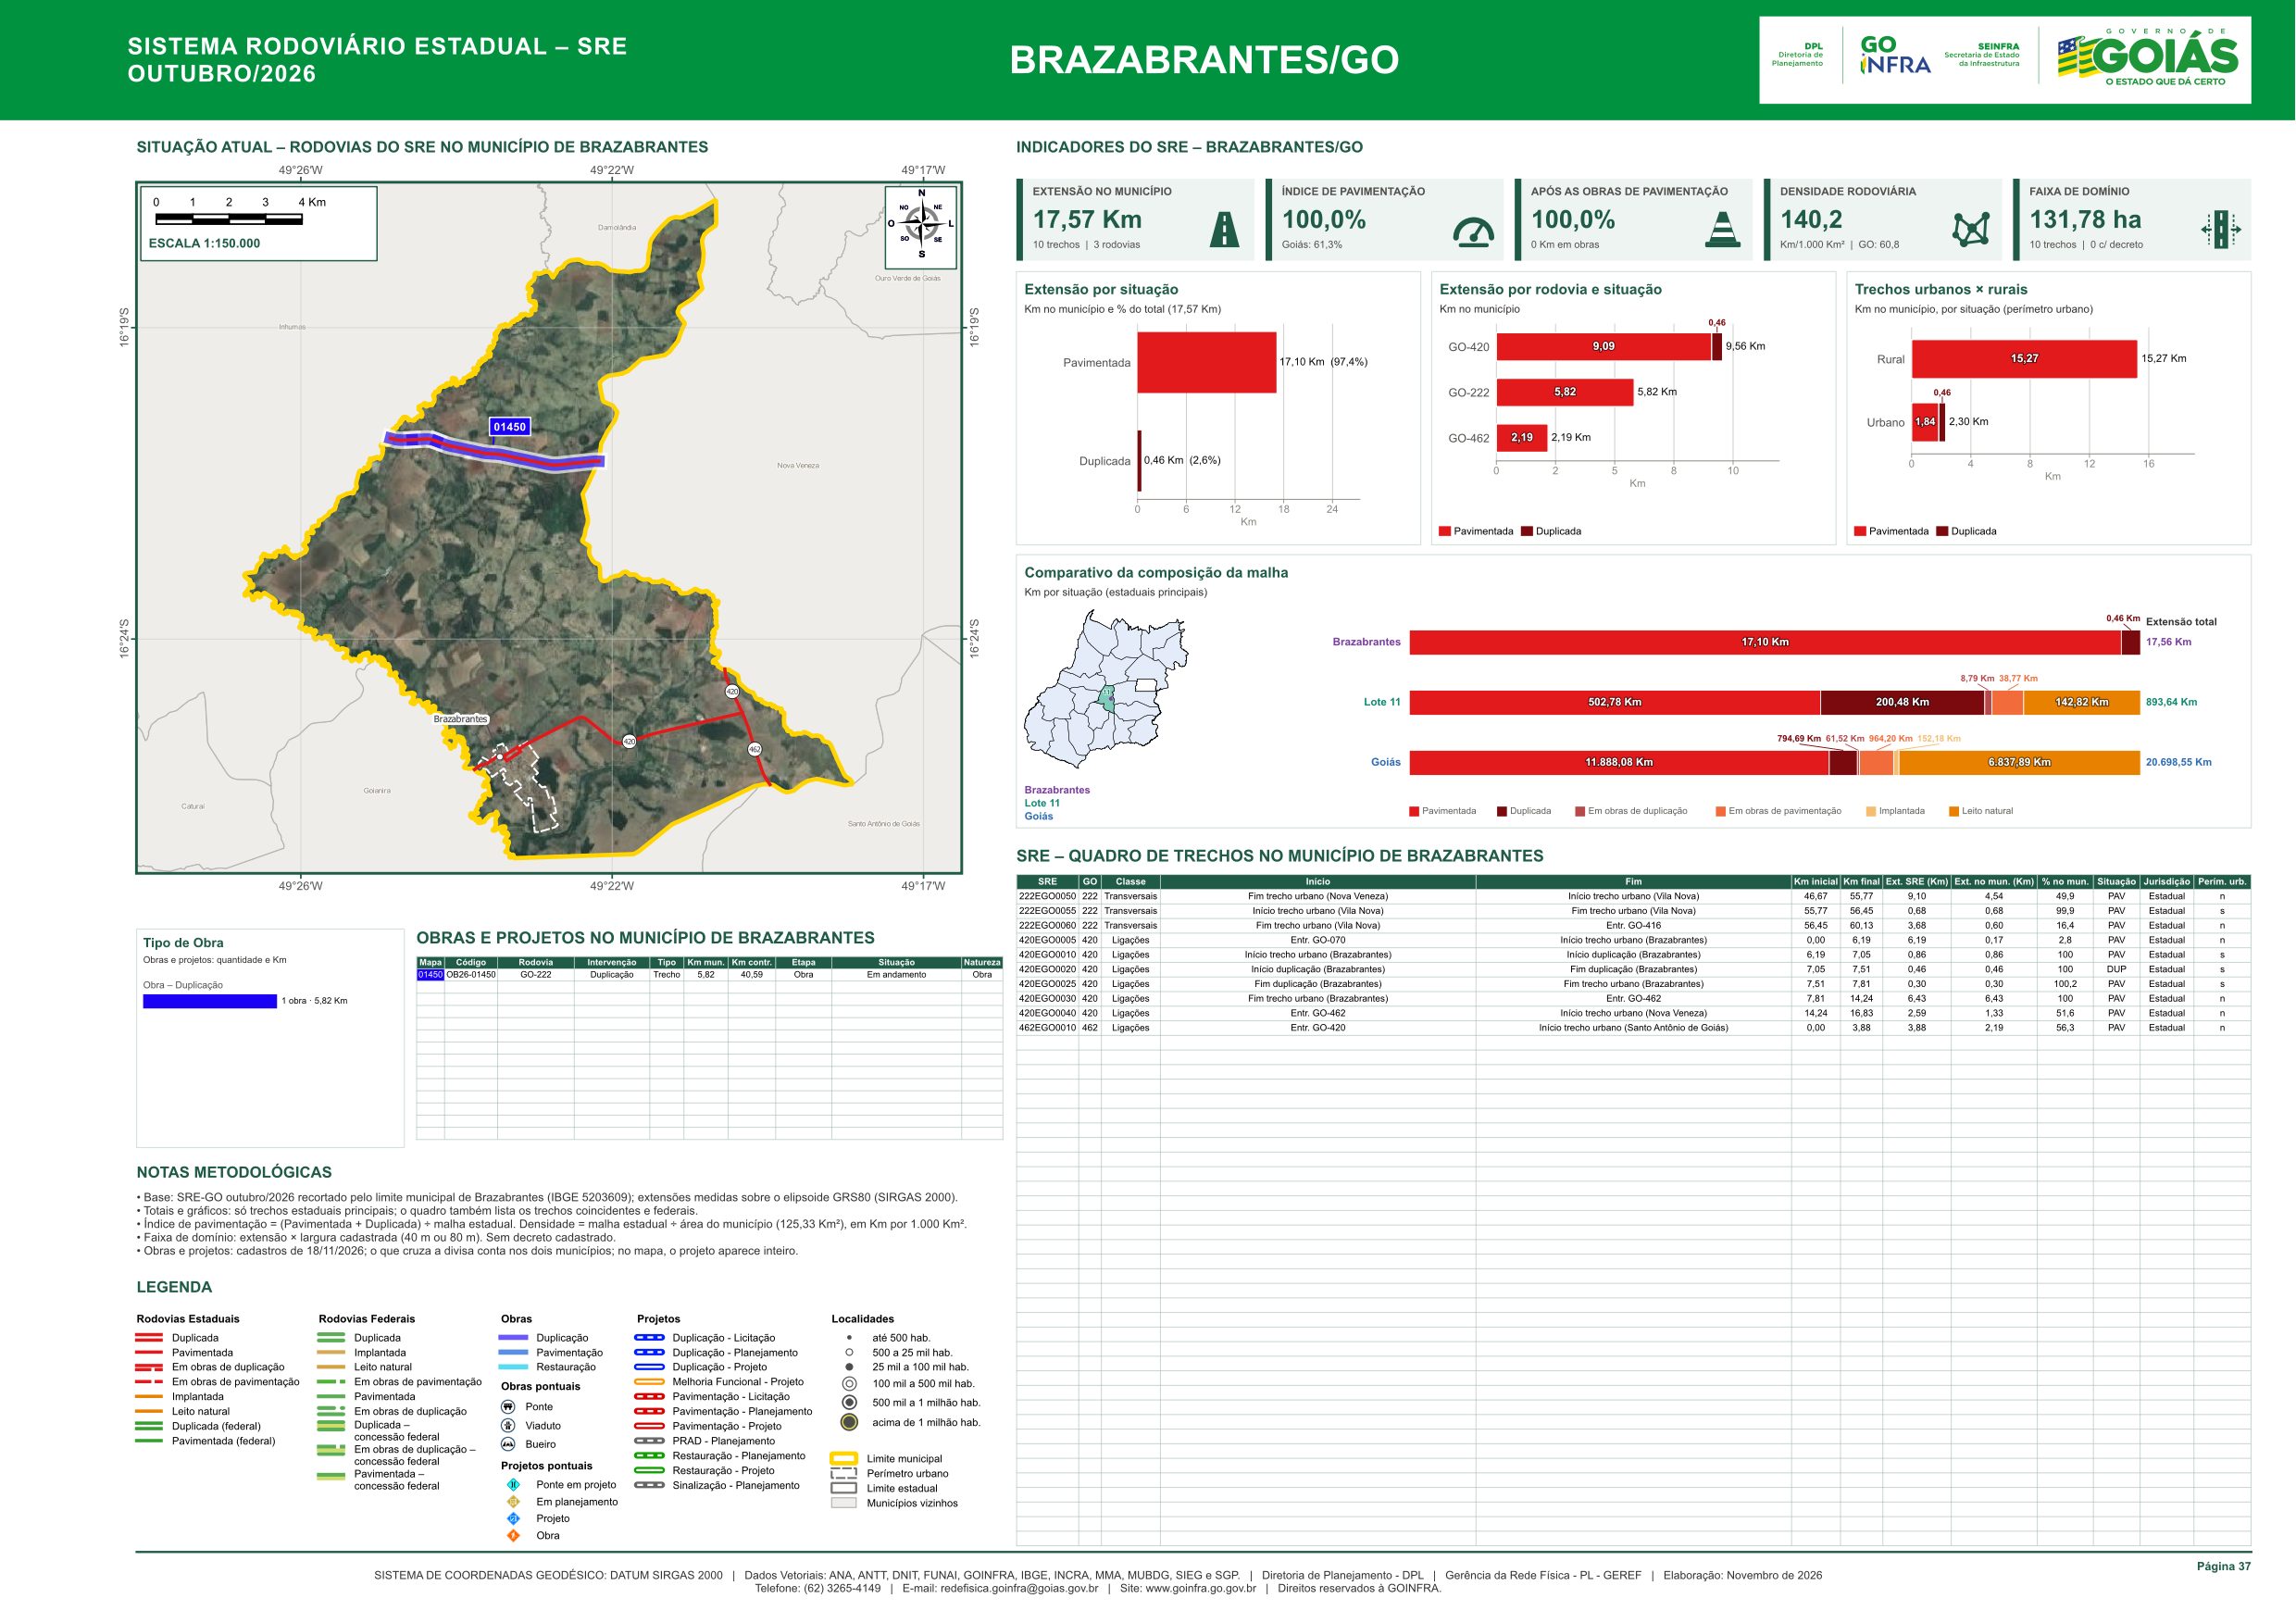 SISTEMA RODOVIÁRIO ESTADUAL – SRE
OUTUBRO/2026
BRAZABRANTES/GO
DPL
Diretoria de
Planejamento
GO
iNFRA
SEINFRA
Secretaria de Estado
da Infraestrutura
GOVERNO DE
GOIÁS
O ESTADO QUE DÁ CERTO
SITUAÇÃO ATUAL – RODOVIAS DO SRE NO MUNICÍPIO DE BRAZABRANTES
49°26'W 49°22'W 49°17'W
0 1 2 3 4 Km
ESCALA 1:150.000
N
NO NE
O L
SO SE
S
Damolândia
Ouro Verde de Goiás
16°19'S 16°19'S
Inhumas
01450
Nova Veneza
16°24'S 16°24'S
420
Brazabrantes
420
462
Goianira
Caturaí
Santo Antônio de Goiás
49°26'W 49°22'W 49°17'W
Tipo de Obra
Obras e projetos: quantidade e Km
Obra – Duplicação
1 obra · 5,82 Km
OBRAS E PROJETOS NO MUNICÍPIO DE BRAZABRANTES
Mapa Código Rodovia Intervenção Tipo Km mun. Km contr. Etapa Situação Natureza
01450 OB26-01450 GO-222 Duplicação Trecho 5,82 40,59 Obra Em andamento Obra
NOTAS METODOLÓGICAS
• Base: SRE-GO outubro/2026 recortado pelo limite municipal de Brazabrantes (IBGE 5203609); extensões medidas sobre o elipsoide GRS80 (SIRGAS 2000).
• Totais e gráficos: só trechos estaduais principais; o quadro também lista os trechos coincidentes e federais.
• Índice de pavimentação = (Pavimentada + Duplicada) ÷ malha estadual. Densidade = malha estadual ÷ área do município (125,33 Km²), em Km por 1.000 Km².
• Faixa de domínio: extensão × largura cadastrada (40 m ou 80 m). Sem decreto cadastrado.
• Obras e projetos: cadastros de 18/11/2026; o que cruza a divisa conta nos dois municípios; no mapa, o projeto aparece inteiro.
LEGENDA
Rodovias Estaduais
Duplicada
Pavimentada
Em obras de duplicação
Em obras de pavimentação
Implantada
Leito natural
Duplicada (federal)
Pavimentada (federal)
Rodovias Federais
Duplicada
Implantada
Leito natural
Em obras de pavimentação
Pavimentada
Em obras de duplicação
Duplicada –
concessão federal
Em obras de duplicação –
concessão federal
Pavimentada –
concessão federal
Obras
Duplicação
Pavimentação
Restauração
Obras pontuais
Ponte
Viaduto
Bueiro
Projetos pontuais
Ponte em projeto
Em planejamento
Projeto
Obra
Projetos
Duplicação - Licitação
Duplicação - Planejamento
Duplicação - Projeto
Melhoria Funcional - Projeto
Pavimentação - Licitação
Pavimentação - Planejamento
Pavimentação - Projeto
PRAD - Planejamento
Restauração - Planejamento
Restauração - Projeto
Sinalização - Planejamento
Localidades
até 500 hab.
500 a 25 mil hab.
25 mil a 100 mil hab.
100 mil a 500 mil hab.
500 mil a 1 milhão hab.
acima de 1 milhão hab.
Limite municipal
Perímetro urbano
Limite estadual
Municípios vizinhos
INDICADORES DO SRE – BRAZABRANTES/GO
EXTENSÃO NO MUNICÍPIO
17,57 Km
10 trechos | 3 rodovias
ÍNDICE DE PAVIMENTAÇÃO
100,0%
Goiás: 61,3%
APÓS AS OBRAS DE PAVIMENTAÇÃO
100,0%
0 Km em obras
DENSIDADE RODOVIÁRIA
140,2
Km/1.000 Km² | GO: 60,8
FAIXA DE DOMÍNIO
131,78 ha
10 trechos | 0 c/ decreto
Extensão por situação
Km no município e % do total (17,57 Km)
Pavimentada 17,10 Km (97,4%)
Duplicada 0,46 Km (2,6%)
0 6 12 18 24
Km
Extensão por rodovia e situação
Km no município
0,46
GO-420 9,09 9,56 Km
GO-222 5,82 5,82 Km
GO-462 2,19 2,19 Km
0 2 5 8 10
Km
Pavimentada Duplicada
Trechos urbanos × rurais
Km no município, por situação (perímetro urbano)
Rural 15,27 15,27 Km
0,46
Urbano 1,84 2,30 Km
0 4 8 12 16
Km
Pavimentada Duplicada
Comparativo da composição da malha
Km por situação (estaduais principais)
Brazabrantes
Lote 11
Goiás
0,46 Km Extensão total
Brazabrantes 17,10 Km 17,56 Km
8,79 Km 38,77 Km
Lote 11 502,78 Km 200,48 Km 142,82 Km 893,64 Km
794,69 Km 61,52 Km 964,20 Km 152,18 Km
Goiás 11.888,08 Km 6.837,89 Km 20.698,55 Km
Pavimentada Duplicada Em obras de duplicação Em obras de pavimentação Implantada Leito natural
SRE – QUADRO DE TRECHOS NO MUNICÍPIO DE BRAZABRANTES
SRE GO Classe Início Fim Km inicial Km final Ext. SRE (Km) Ext. no mun. (Km) % no mun. Situação Jurisdição Perím. urb.
222EGO0050 222 Transversais Fim trecho urbano (Nova Veneza) Início trecho urbano (Vila Nova) 46,67 55,77 9,10 4,54 49,9 PAV Estadual n
222EGO0055 222 Transversais Início trecho urbano (Vila Nova) Fim trecho urbano (Vila Nova) 55,77 56,45 0,68 0,68 99,9 PAV Estadual s
222EGO0060 222 Transversais Fim trecho urbano (Vila Nova) Entr. GO-416 56,45 60,13 3,68 0,60 16,4 PAV Estadual n
420EGO0005 420 Ligações Entr. GO-070 Início trecho urbano (Brazabrantes) 0,00 6,19 6,19 0,17 2,8 PAV Estadual n
420EGO0010 420 Ligações Início trecho urbano (Brazabrantes) Início duplicação (Brazabrantes) 6,19 7,05 0,86 0,86 100 PAV Estadual s
420EGO0020 420 Ligações Início duplicação (Brazabrantes) Fim duplicação (Brazabrantes) 7,05 7,51 0,46 0,46 100 DUP Estadual s
420EGO0025 420 Ligações Fim duplicação (Brazabrantes) Fim trecho urbano (Brazabrantes) 7,51 7,81 0,30 0,30 100,2 PAV Estadual s
420EGO0030 420 Ligações Fim trecho urbano (Brazabrantes) Entr. GO-462 7,81 14,24 6,43 6,43 100 PAV Estadual n
420EGO0040 420 Ligações Entr. GO-462 Início trecho urbano (Nova Veneza) 14,24 16,83 2,59 1,33 51,6 PAV Estadual n
462EGO0010 462 Ligações Entr. GO-420 Início trecho urbano (Santo Antônio de Goiás) 0,00 3,88 3,88 2,19 56,3 PAV Estadual n
Página 37
SISTEMA DE COORDENADAS GEODÉSICO: DATUM SIRGAS 2000 | Dados Vetoriais: ANA, ANTT, DNIT, FUNAI, GOINFRA, IBGE, INCRA, MMA, MUBDG, SIEG e SGP. | Diretoria de Planejamento - DPL | Gerência da Rede Física - PL - GEREF | Elaboração: Novembro de 2026
Telefone: (62) 3265-4149 | E-mail: redefisica.goinfra@goias.gov.br | Site: www.goinfra.go.gov.br | Direitos reservados à GOINFRA.